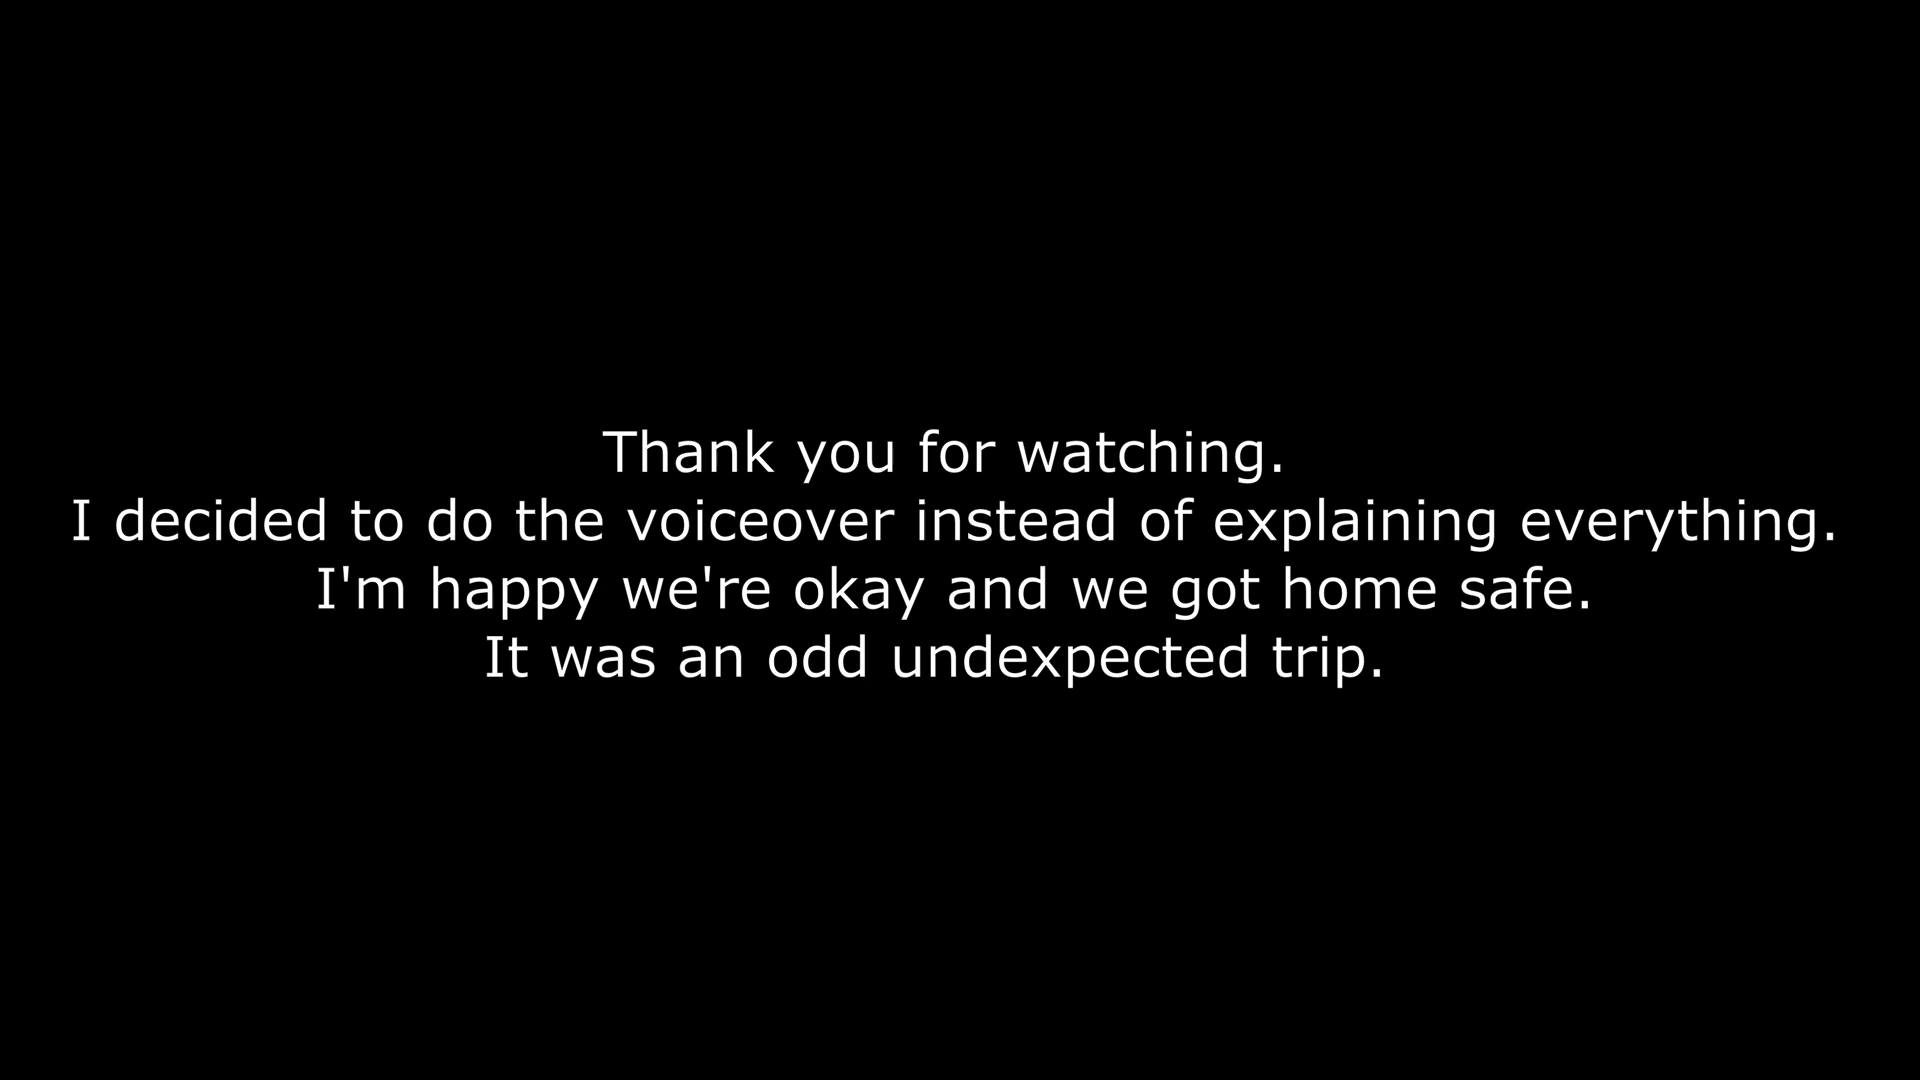 Thank you for watching.
I decided to do the voiceover instead of explaining everything.
I'm happy we're okay and we got home safe.
It was an odd undexpected trip.